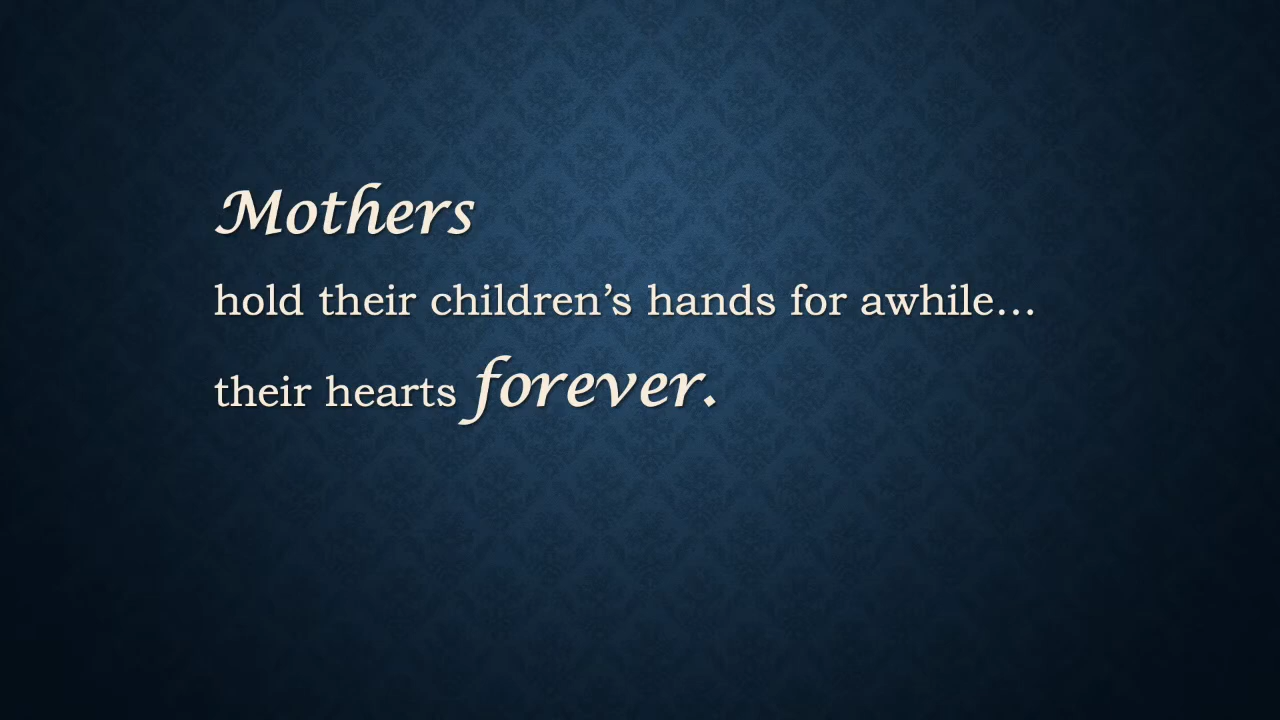 Mothers
hold their children’s hands for awhile…
their hearts forever.